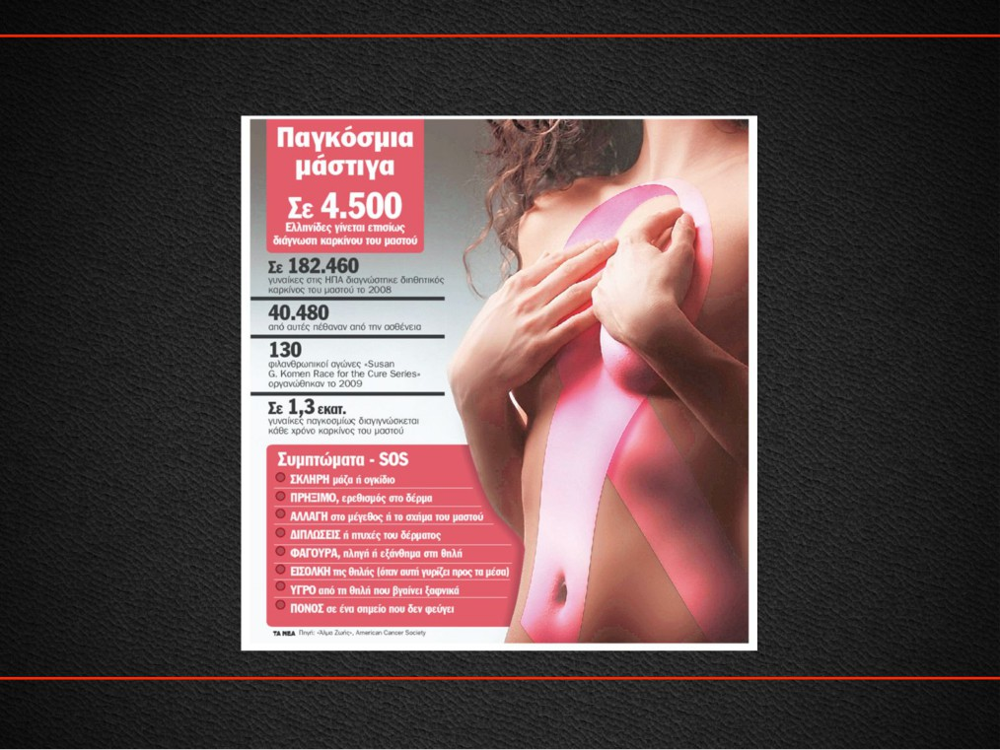 Παγκόσμια
μάστιγα
Σε 4.500
Ελληνίδες γίνεται ετησίως
διάγνωση καρκίνου του μαστού
Σε 182.460
γυναίκες στις ΗΠΑ διαγνώστηκε διηθητικός
καρκίνος του μαστού το 2008
40.480
από αυτές πέθαναν από την ασθένεια
130
φιλανθρωπικοί αγώνες «Susan
G. Komen Race for the Cure Series»
οργανώθηκαν το 2009
Σε 1,3 εκατ.
γυναίκες παγκοσμίως διαγιγνώσκεται
κάθε χρόνο καρκίνος του μαστού
Συμπτώματα - SOS
ΣΚΛΗΡΗ μάζα ή ογκίδιο
ΠΡΗΞΙΜΟ, ερεθισμός στο δέρμα
ΑΛΛΑΓΗ στο μέγεθος ή το σχήμα του μαστού
ΔΙΠΛΩΣΕΙΣ ή πτυχές του δέρματος
ΦΑΓΟΥΡΑ, πληγή ή εξάνθημα στη θηλή
ΕΙΣΟΛΚΗ της θηλής (όταν αυτή γυρίζει προς τα μέσα)
ΥΓΡΟ από τη θηλή που βγαίνει ξαφνικά
ΠΟΝΟΣ σε ένα σημείο που δεν φεύγει
ΤΑ ΝΕΑ Πηγή: «Άλμα Ζωής», American Cancer Society